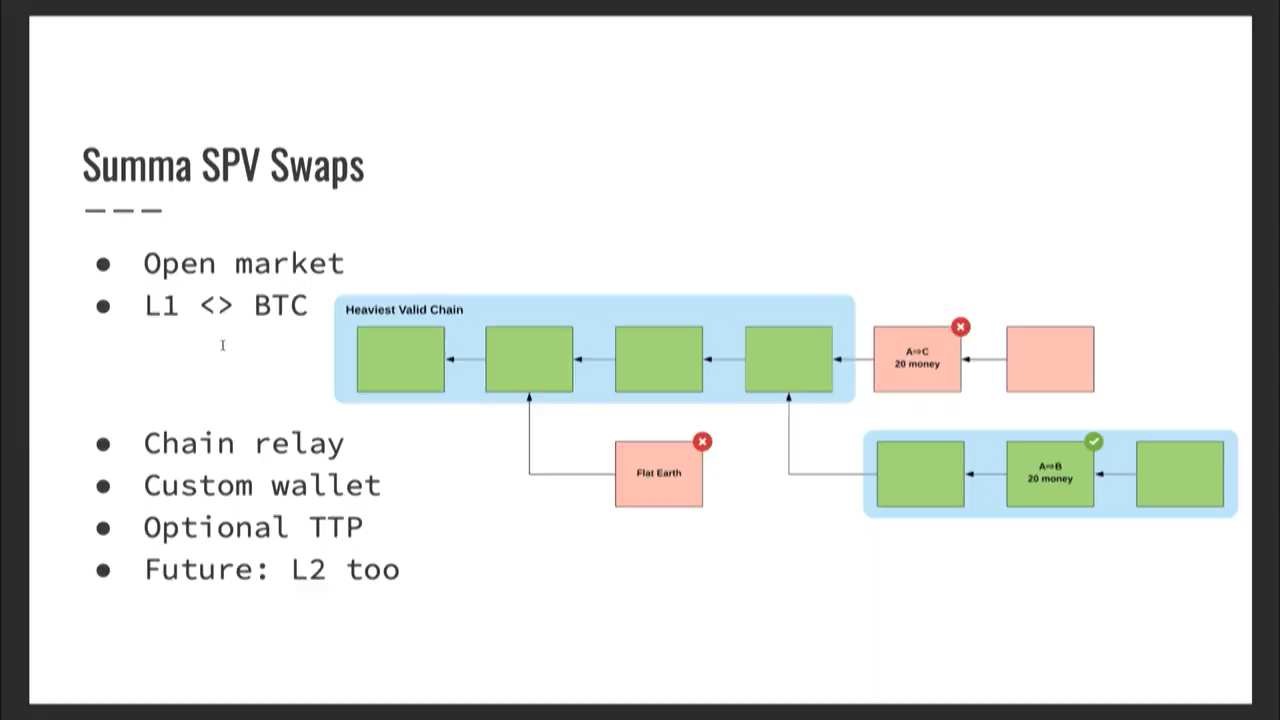 Summa SPV Swaps
● Open market
● L1 <> BTC
● Chain relay
● Custom wallet
● Optional TTP
● Future: L2 too
Heaviest Valid Chain
A⇒C
20 money
Flat Earth
A⇒B
20 money